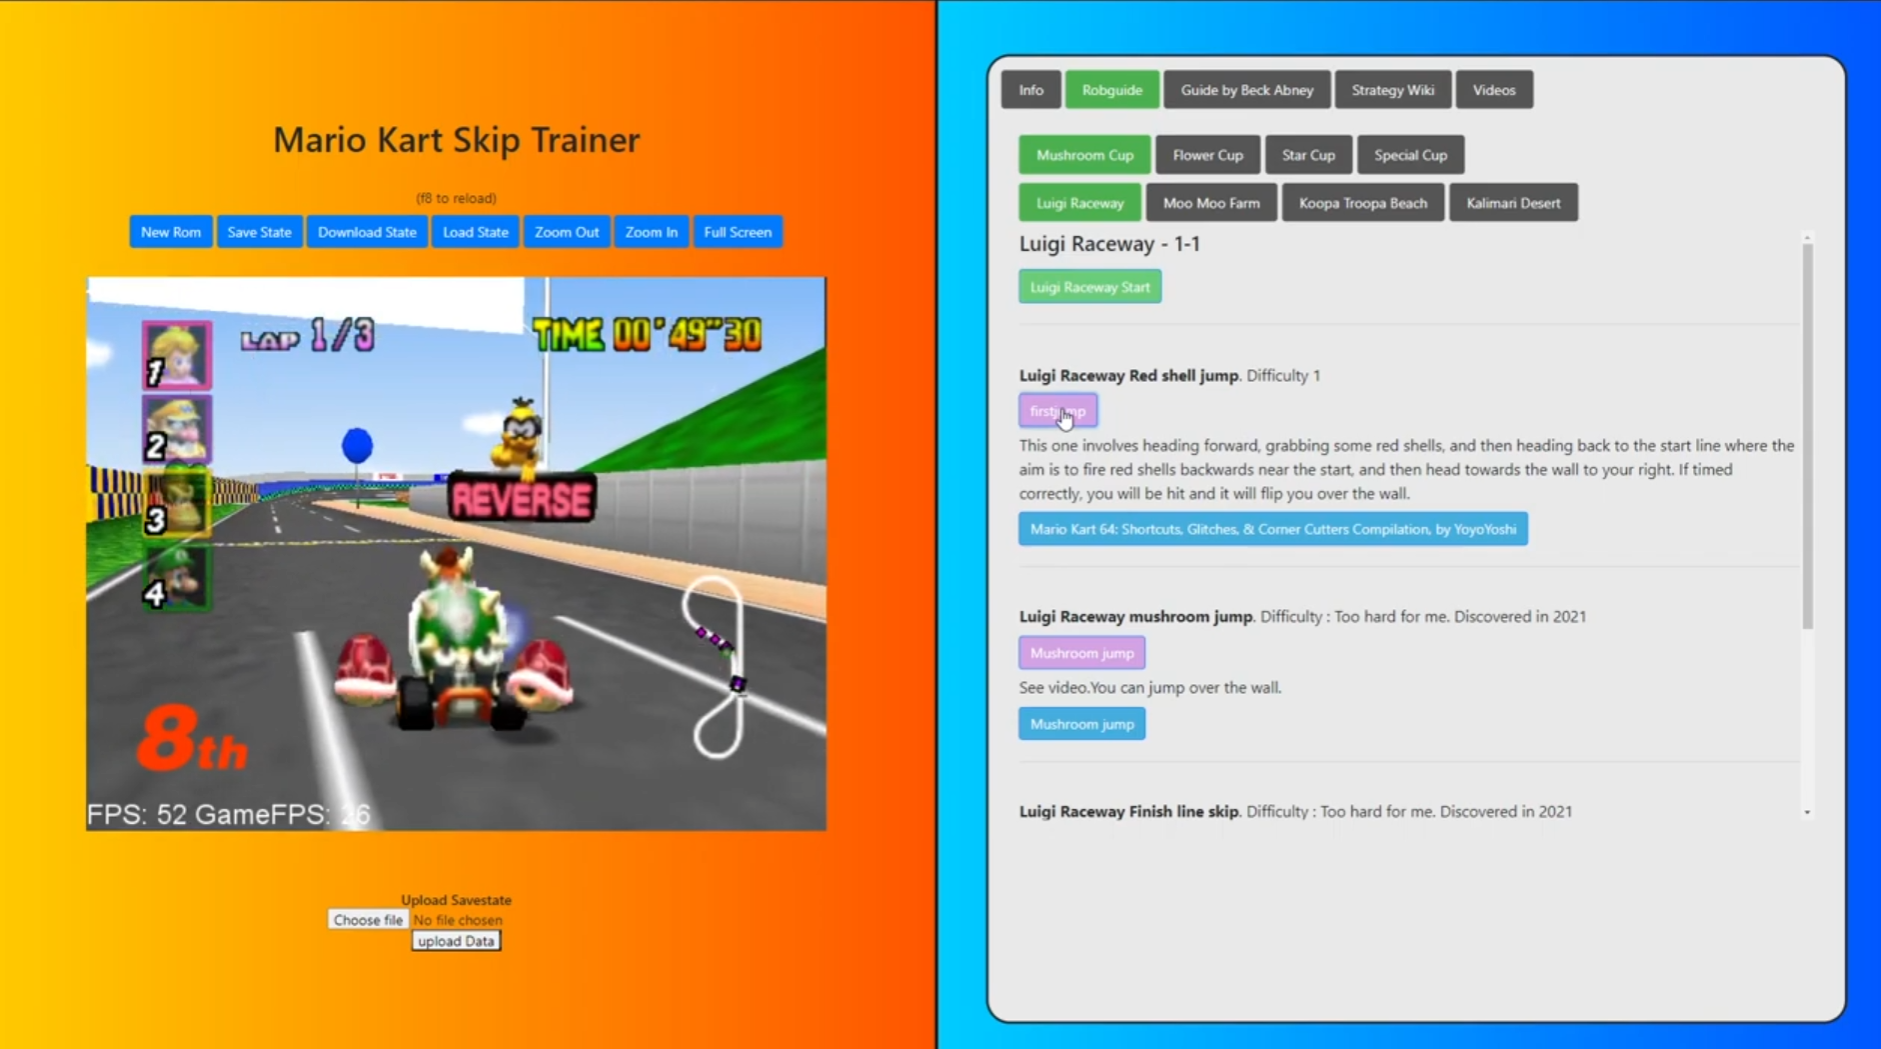 Mario Kart Skip Trainer
(f8 to reload)
New Rom Save State Download State Load State Zoom Out Zoom In Full Screen
LAP 1/3 TIME 00'49"30
1
2
REVERSE
3
4
8th
FPS: 52 GameFPS: 26
Upload Savestate
Choose file No file chosen
upload Data
Info Robguide Guide by Beck Abney Strategy Wiki Videos
Mushroom Cup Flower Cup Star Cup Special Cup
Luigi Raceway Moo Moo Farm Koopa Troopa Beach Kalimari Desert
Luigi Raceway - 1-1
Luigi Raceway Start
Luigi Raceway Red shell jump. Difficulty 1
firstjump
This one involves heading forward, grabbing some red shells, and then heading back to the start line where the
aim is to fire red shells backwards near the start, and then head towards the wall to your right. If timed
correctly, you will be hit and it will flip you over the wall.
Mario Kart 64: Shortcuts, Glitches, & Corner Cutters Compilation, by YoyoYoshi
Luigi Raceway mushroom jump. Difficulty : Too hard for me. Discovered in 2021
Mushroom jump
See video.You can jump over the wall.
Mushroom jump
Luigi Raceway Finish line skip. Difficulty : Too hard for me. Discovered in 2021